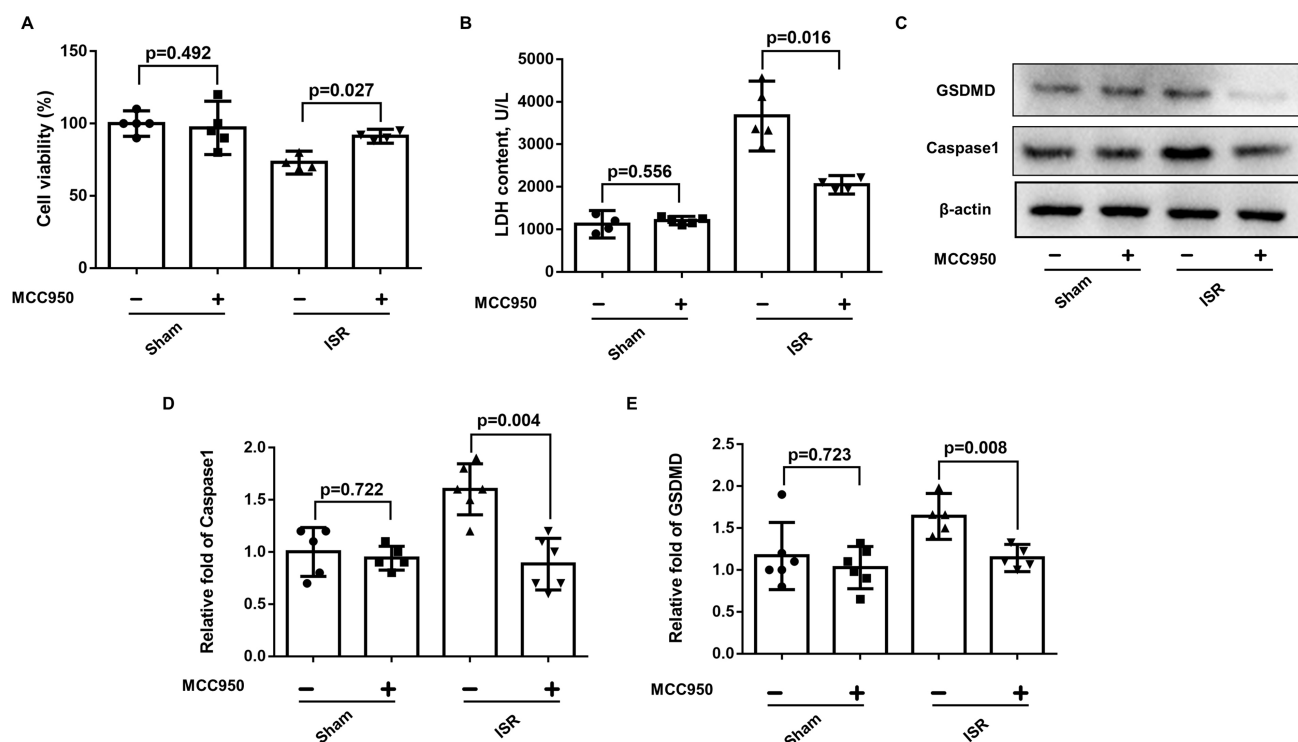 A
Cell viability (%)
150
100
50
0
p=0.492
p=0.027
MCC950
− + − +
Sham
ISR
B
LDH content, U/L
5000
4000
3000
2000
1000
0
p=0.556
p=0.016
MCC950
− + − +
Sham
ISR
C
GSDMD
Caspase1
β-actin
MCC950
− + − +
Sham
ISR
D
Relative fold of Caspase1
2.0
1.5
1.0
0.5
0.0
p=0.722
p=0.004
MCC950
− + − +
Sham
ISR
E
Relative fold of GSDMD
2.5
2.0
1.5
1.0
0.5
0.0
p=0.723
p=0.008
MCC950
− + − +
Sham
ISR